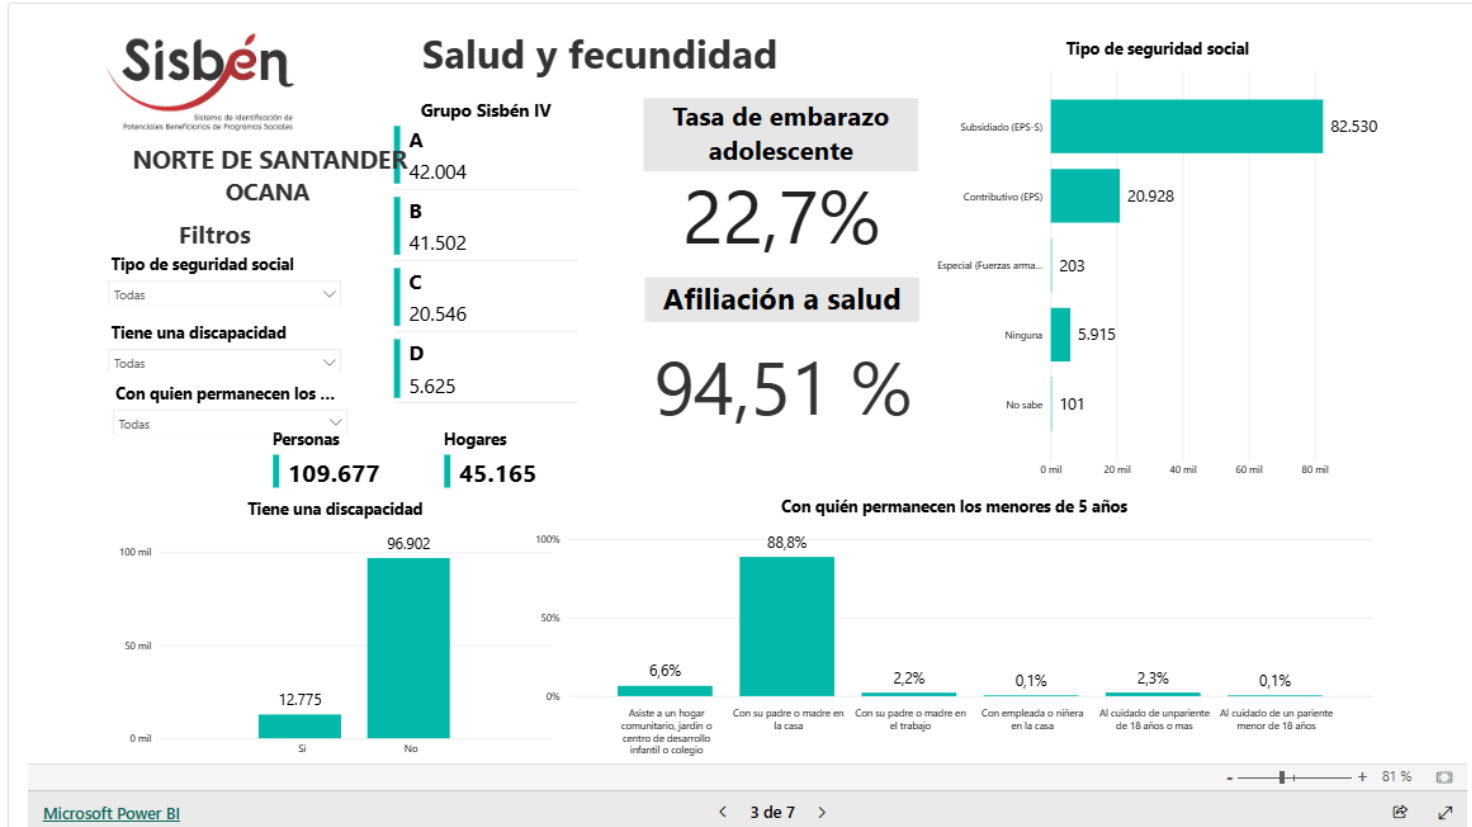 Sisbén
Sistema de Identificación de
Potenciales Beneficiarios de Programas Sociales
NORTE DE SANTANDER
OCANA
Filtros
Tipo de seguridad social
Todas
Tiene una discapacidad
Todas
Con quien permanecen los ...
Todas
Salud y fecundidad
Grupo Sisbén IV
A
42.004
B
41.502
C
20.546
D
5.625
Tasa de embarazo
adolescente
22,7%
Afiliación a salud
94,51 %
Tipo de seguridad social
Subsidiado (EPS-S)
82.530
Contributivo (EPS)
20.928
Especial (Fuerzas arma...
203
Ninguna
5.915
No sabe
101
0 mil 20 mil 40 mil 60 mil 80 mil
Personas
109.677
Hogares
45.165
Tiene una discapacidad
100 mil
50 mil
0 mil
12.775
96.902
Si
No
Con quién permanecen los menores de 5 años
100%
50%
0%
6,6%
88,8%
2,2%
0,1%
2,3%
0,1%
Asiste a un hogar
comunitario, jardín o
centro de desarrollo
infantil o colegio
Con su padre o madre en
la casa
Con su padre o madre en
el trabajo
Con empleada o niñera
en la casa
Al cuidado de unpariente
de 18 años o mas
Al cuidado de un pariente
menor de 18 años
- + 81 %
Microsoft Power BI
< 3 de 7 >